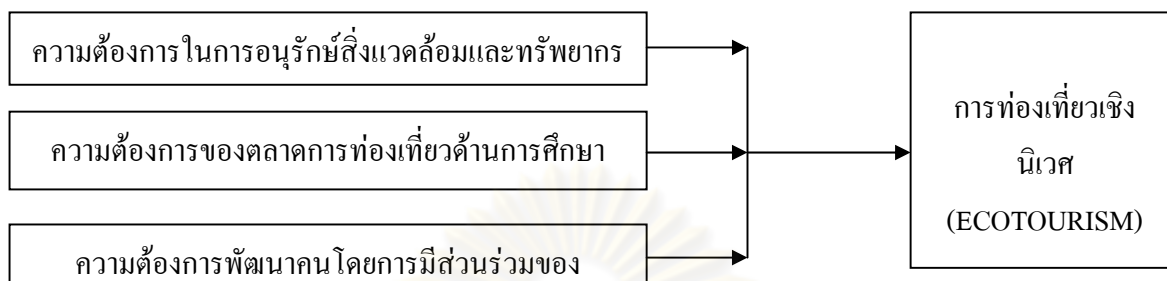 ความต้องการในการอนุรักษ์สิ่งแวดล้อมและทรัพยากร
ความต้องการของตลาดการท่องเที่ยวด้านการศึกษา
ความต้องการพัฒนาคนโดยการมีส่วนร่วมของ
การท่องเที่ยวเชิง
นิเวศ
(ECOTOURISM)